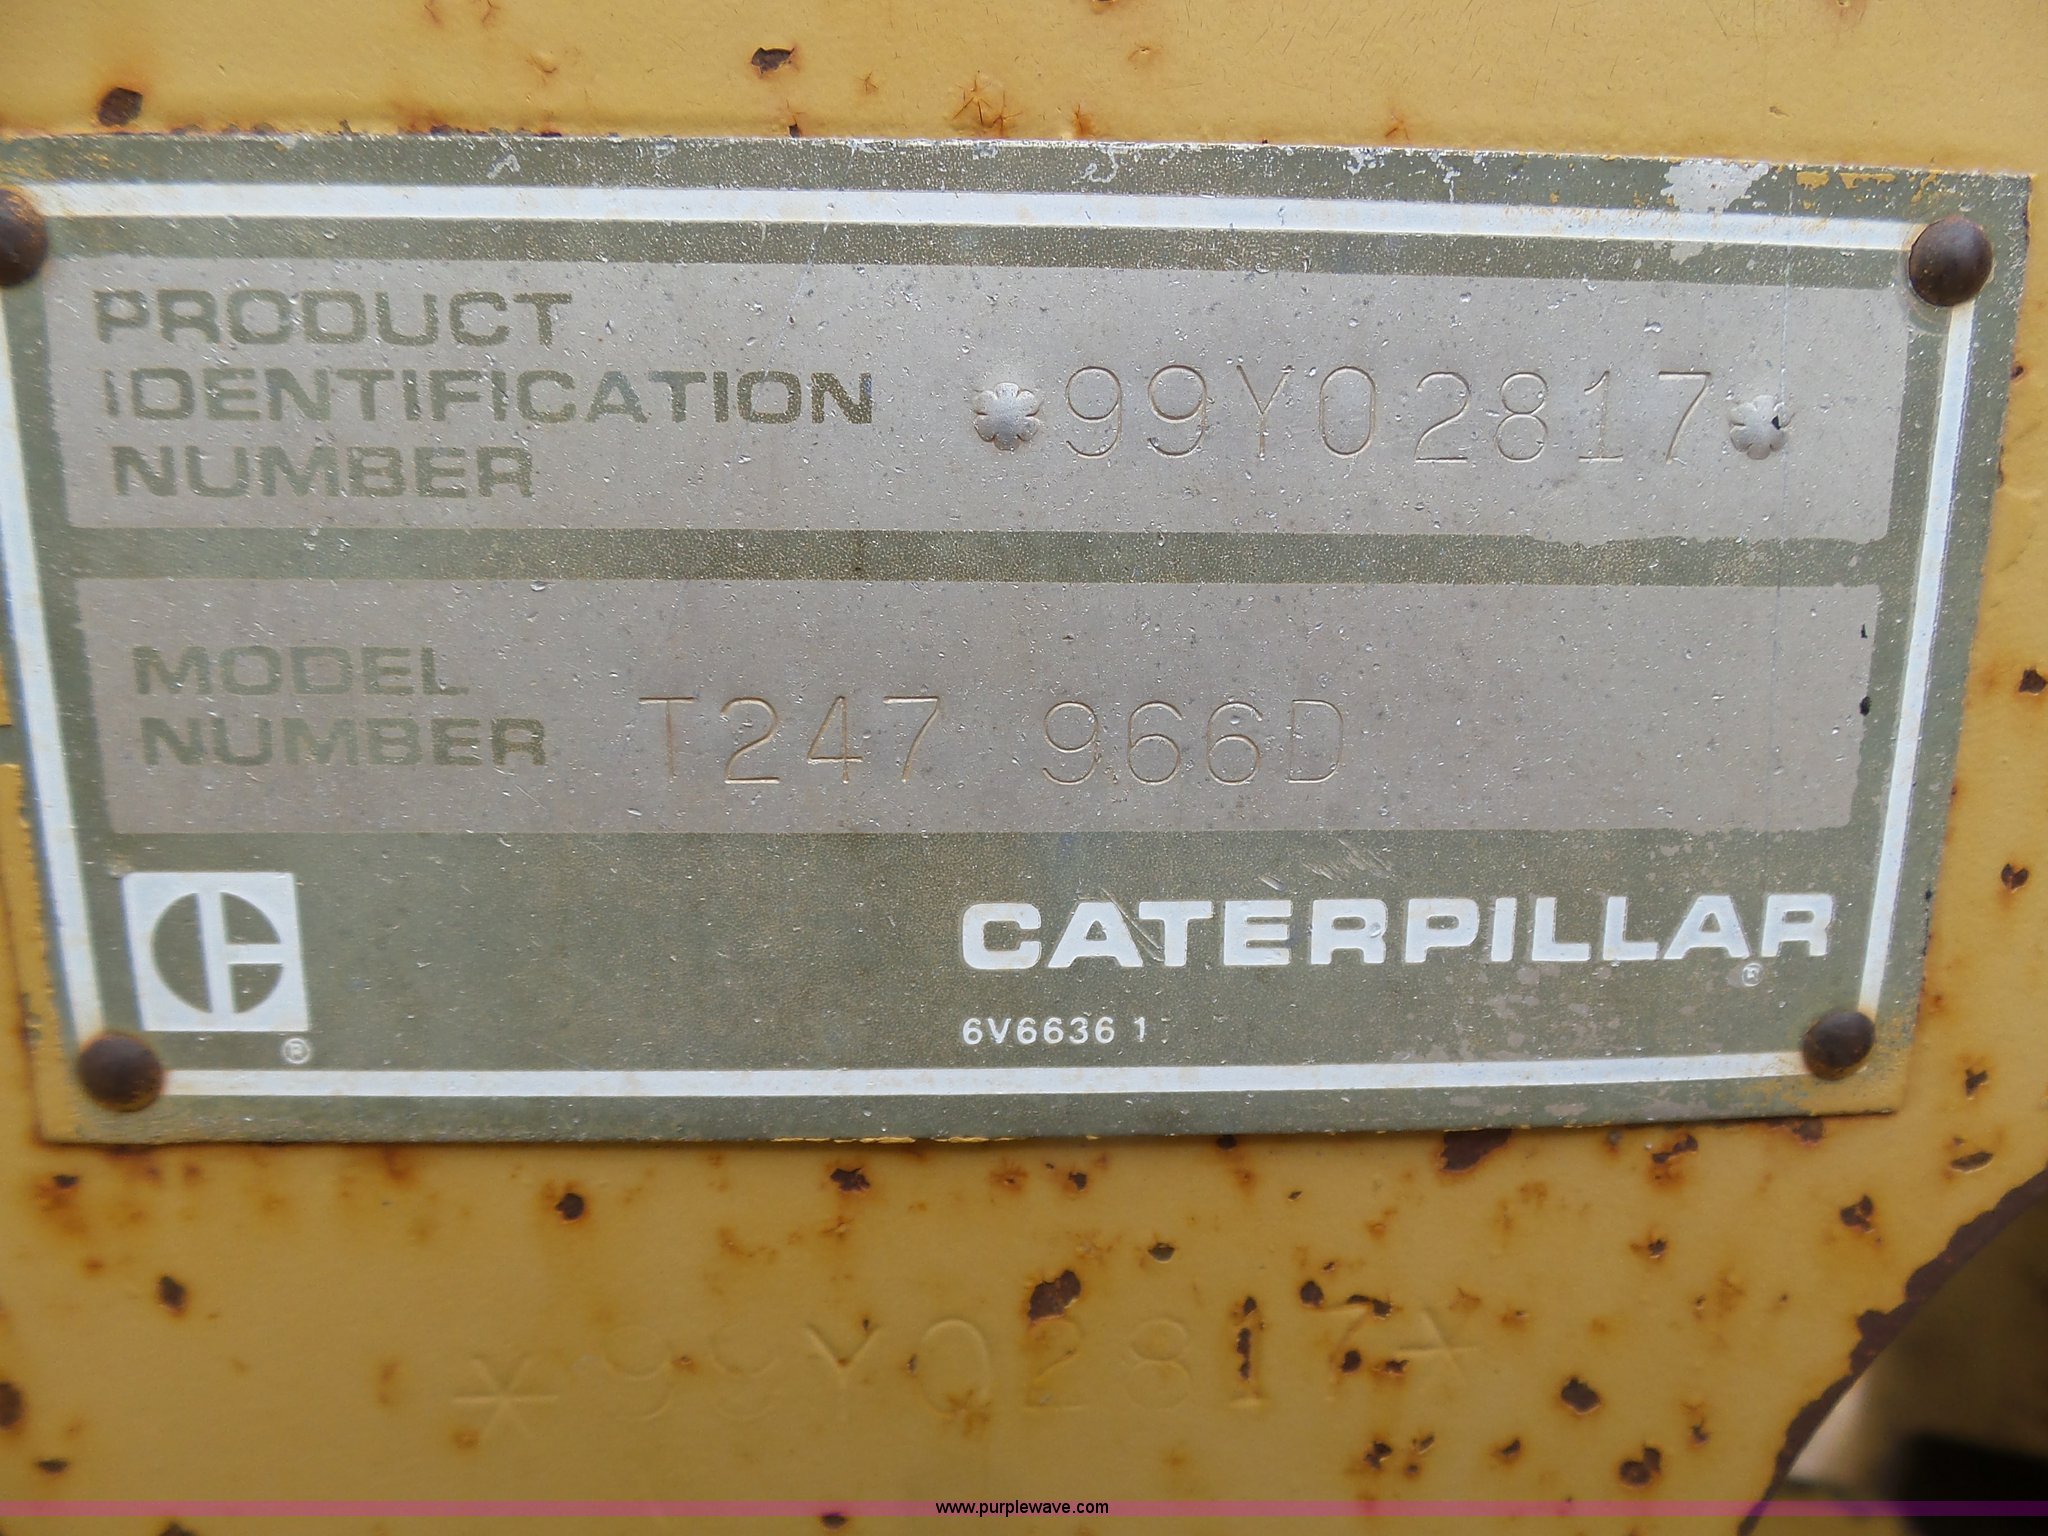 PRODUCT
IDENTIFICATION
NUMBER
*99Y02817*
MODEL
NUMBER
T247 966D
C
®
CATERPILLAR
®
6V6636 1
*99Y02817*
www.purplewave.com